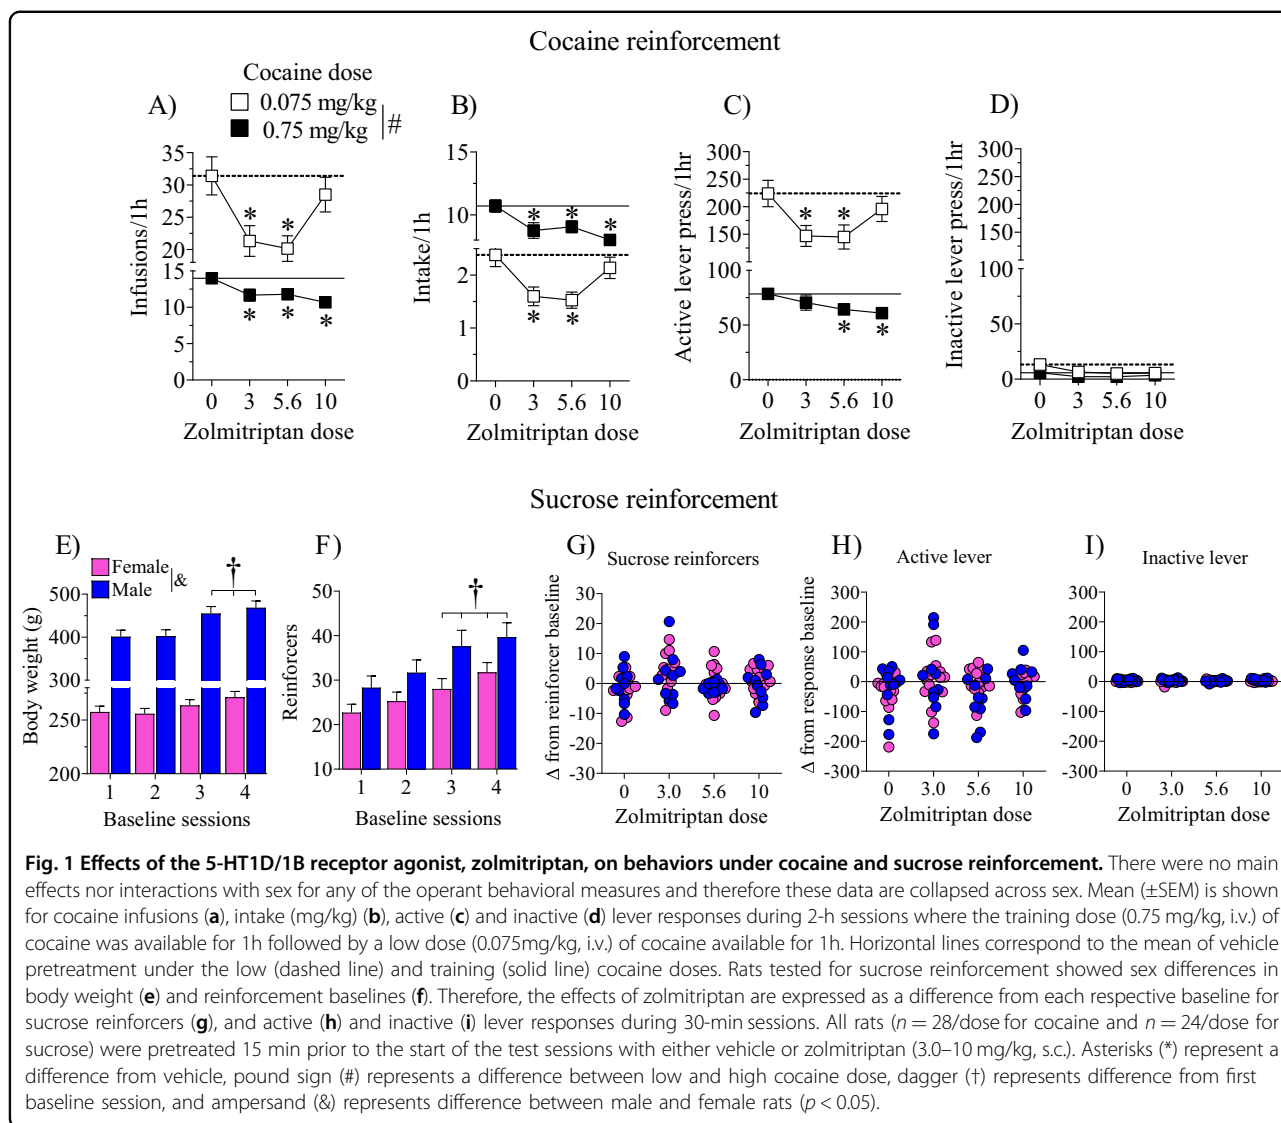 Cocaine reinforcement
Cocaine dose
0.075 mg/kg
0.75 mg/kg
#
A)
B)
C)
D)
Infusions/1h
35
30
25
20
15
10
5
0
* *
* * *
0 3 5.6 10
Zolmitriptan dose
Intake/1h
15
10
2
1
0
* * *
* *
0 3 5.6 10
Zolmitriptan dose
Active lever press/1hr
300
250
200
150
100
75
50
25
0
* *
* *
0 3 5.6 10
Zolmitriptan dose
Inactive lever press/1hr
300
250
200
150
100
75
50
25
0
0 3 5.6 10
Zolmitriptan dose
Sucrose reinforcement
E)
Female
Male
&
†
Body weight (g)
500
400
300
250
200
1 2 3 4
Baseline sessions
F)
†
Reinforcers
50
40
30
20
10
1 2 3 4
Baseline sessions
G)
Sucrose reinforcers
Δ from reinforcer baseline
30
20
10
0
-10
-20
-30
0 3.0 5.6 10
Zolmitriptan dose
H)
Active lever
Δ from response baseline
300
200
100
0
-100
-200
-300
0 3.0 5.6 10
Zolmitriptan dose
I)
Inactive lever
300
200
100
0
-100
-200
-300
0 3.0 5.6 10
Zolmitriptan dose
Fig. 1 Effects of the 5-HT1D/1B receptor agonist, zolmitriptan, on behaviors under cocaine and sucrose reinforcement. There were no main
effects nor interactions with sex for any of the operant behavioral measures and therefore these data are collapsed across sex. Mean (±SEM) is shown
for cocaine infusions (a), intake (mg/kg) (b), active (c) and inactive (d) lever responses during 2-h sessions where the training dose (0.75 mg/kg, i.v.) of
cocaine was available for 1h followed by a low dose (0.075mg/kg, i.v.) of cocaine available for 1h. Horizontal lines correspond to the mean of vehicle
pretreatment under the low (dashed line) and training (solid line) cocaine doses. Rats tested for sucrose reinforcement showed sex differences in
body weight (e) and reinforcement baselines (f). Therefore, the effects of zolmitriptan are expressed as a difference from each respective baseline for
sucrose reinforcers (g), and active (h) and inactive (i) lever responses during 30-min sessions. All rats (n = 28/dose for cocaine and n = 24/dose for
sucrose) were pretreated 15 min prior to the start of the test sessions with either vehicle or zolmitriptan (3.0–10 mg/kg, s.c.). Asterisks (*) represent a
difference from vehicle, pound sign (#) represents a difference between low and high cocaine dose, dagger (†) represents difference from first
baseline session, and ampersand (&) represents difference between male and female rats (p < 0.05).